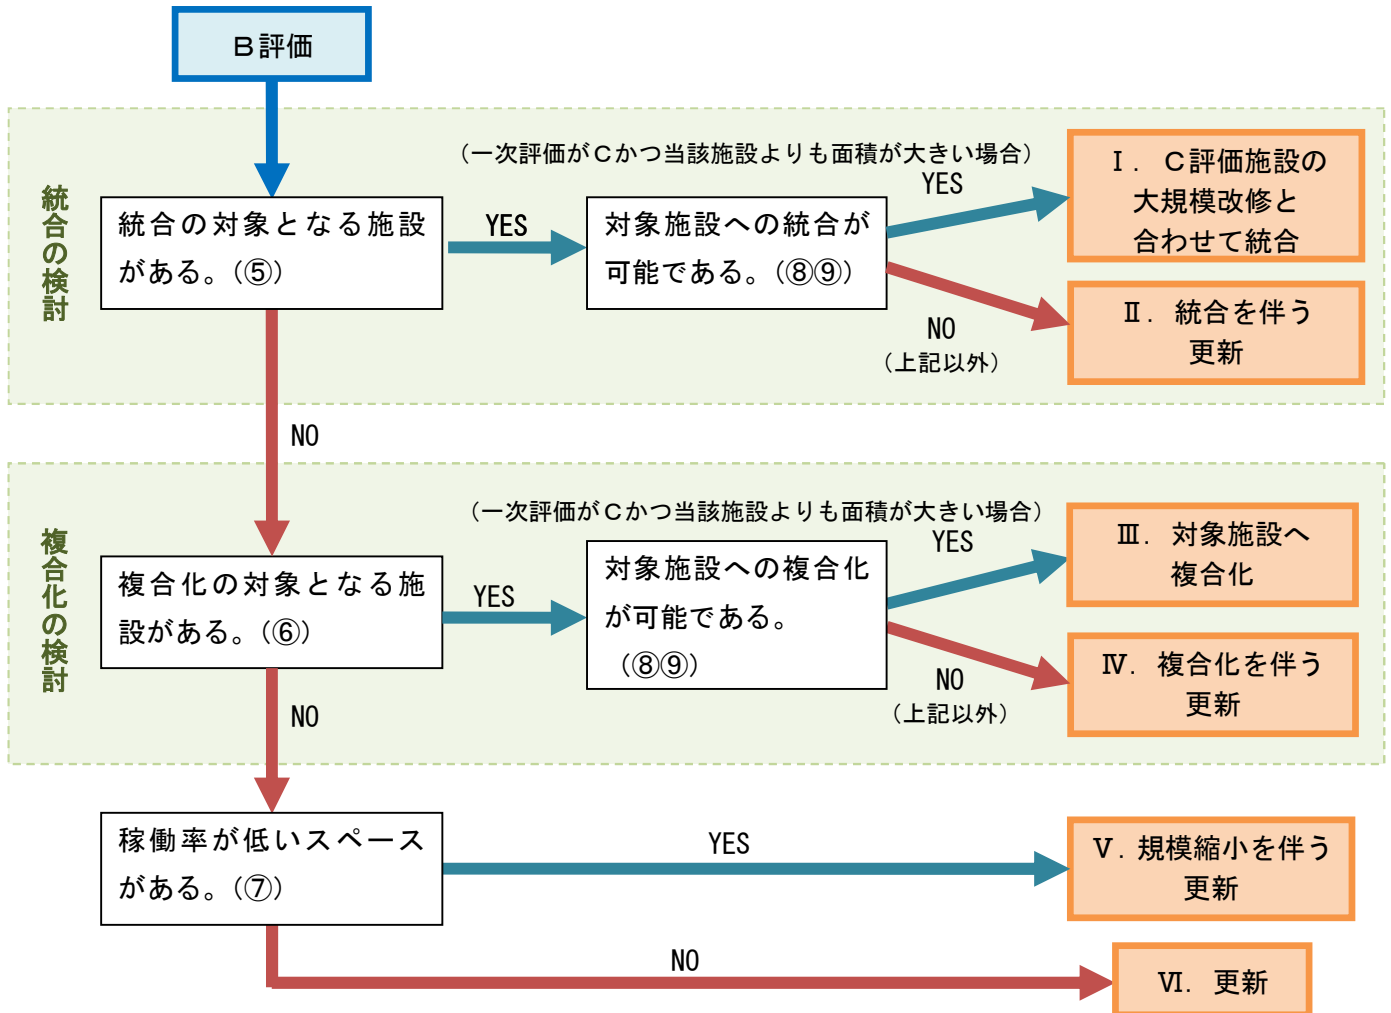 B評価
統合の検討
(一次評価がCかつ当該施設よりも面積が大きい場合)
YES
統合の対象となる施設
がある。(⑤)
YES
対象施設への統合が
可能である。(⑧⑨)
Ⅰ. C評価施設の
大規模改修と
合わせて統合
NO
(上記以外)
Ⅱ. 統合を伴う
更新
NO
複合化の検討
(一次評価がCかつ当該施設よりも面積が大きい場合)
YES
複合化の対象となる施
設がある。(⑥)
YES
対象施設への複合化
が可能である。
(⑧⑨)
Ⅲ. 対象施設へ
複合化
NO
(上記以外)
Ⅳ. 複合化を伴う
更新
NO
稼働率が低いスペース
がある。(⑦)
YES
Ⅴ. 規模縮小を伴う
更新
NO
Ⅵ. 更新